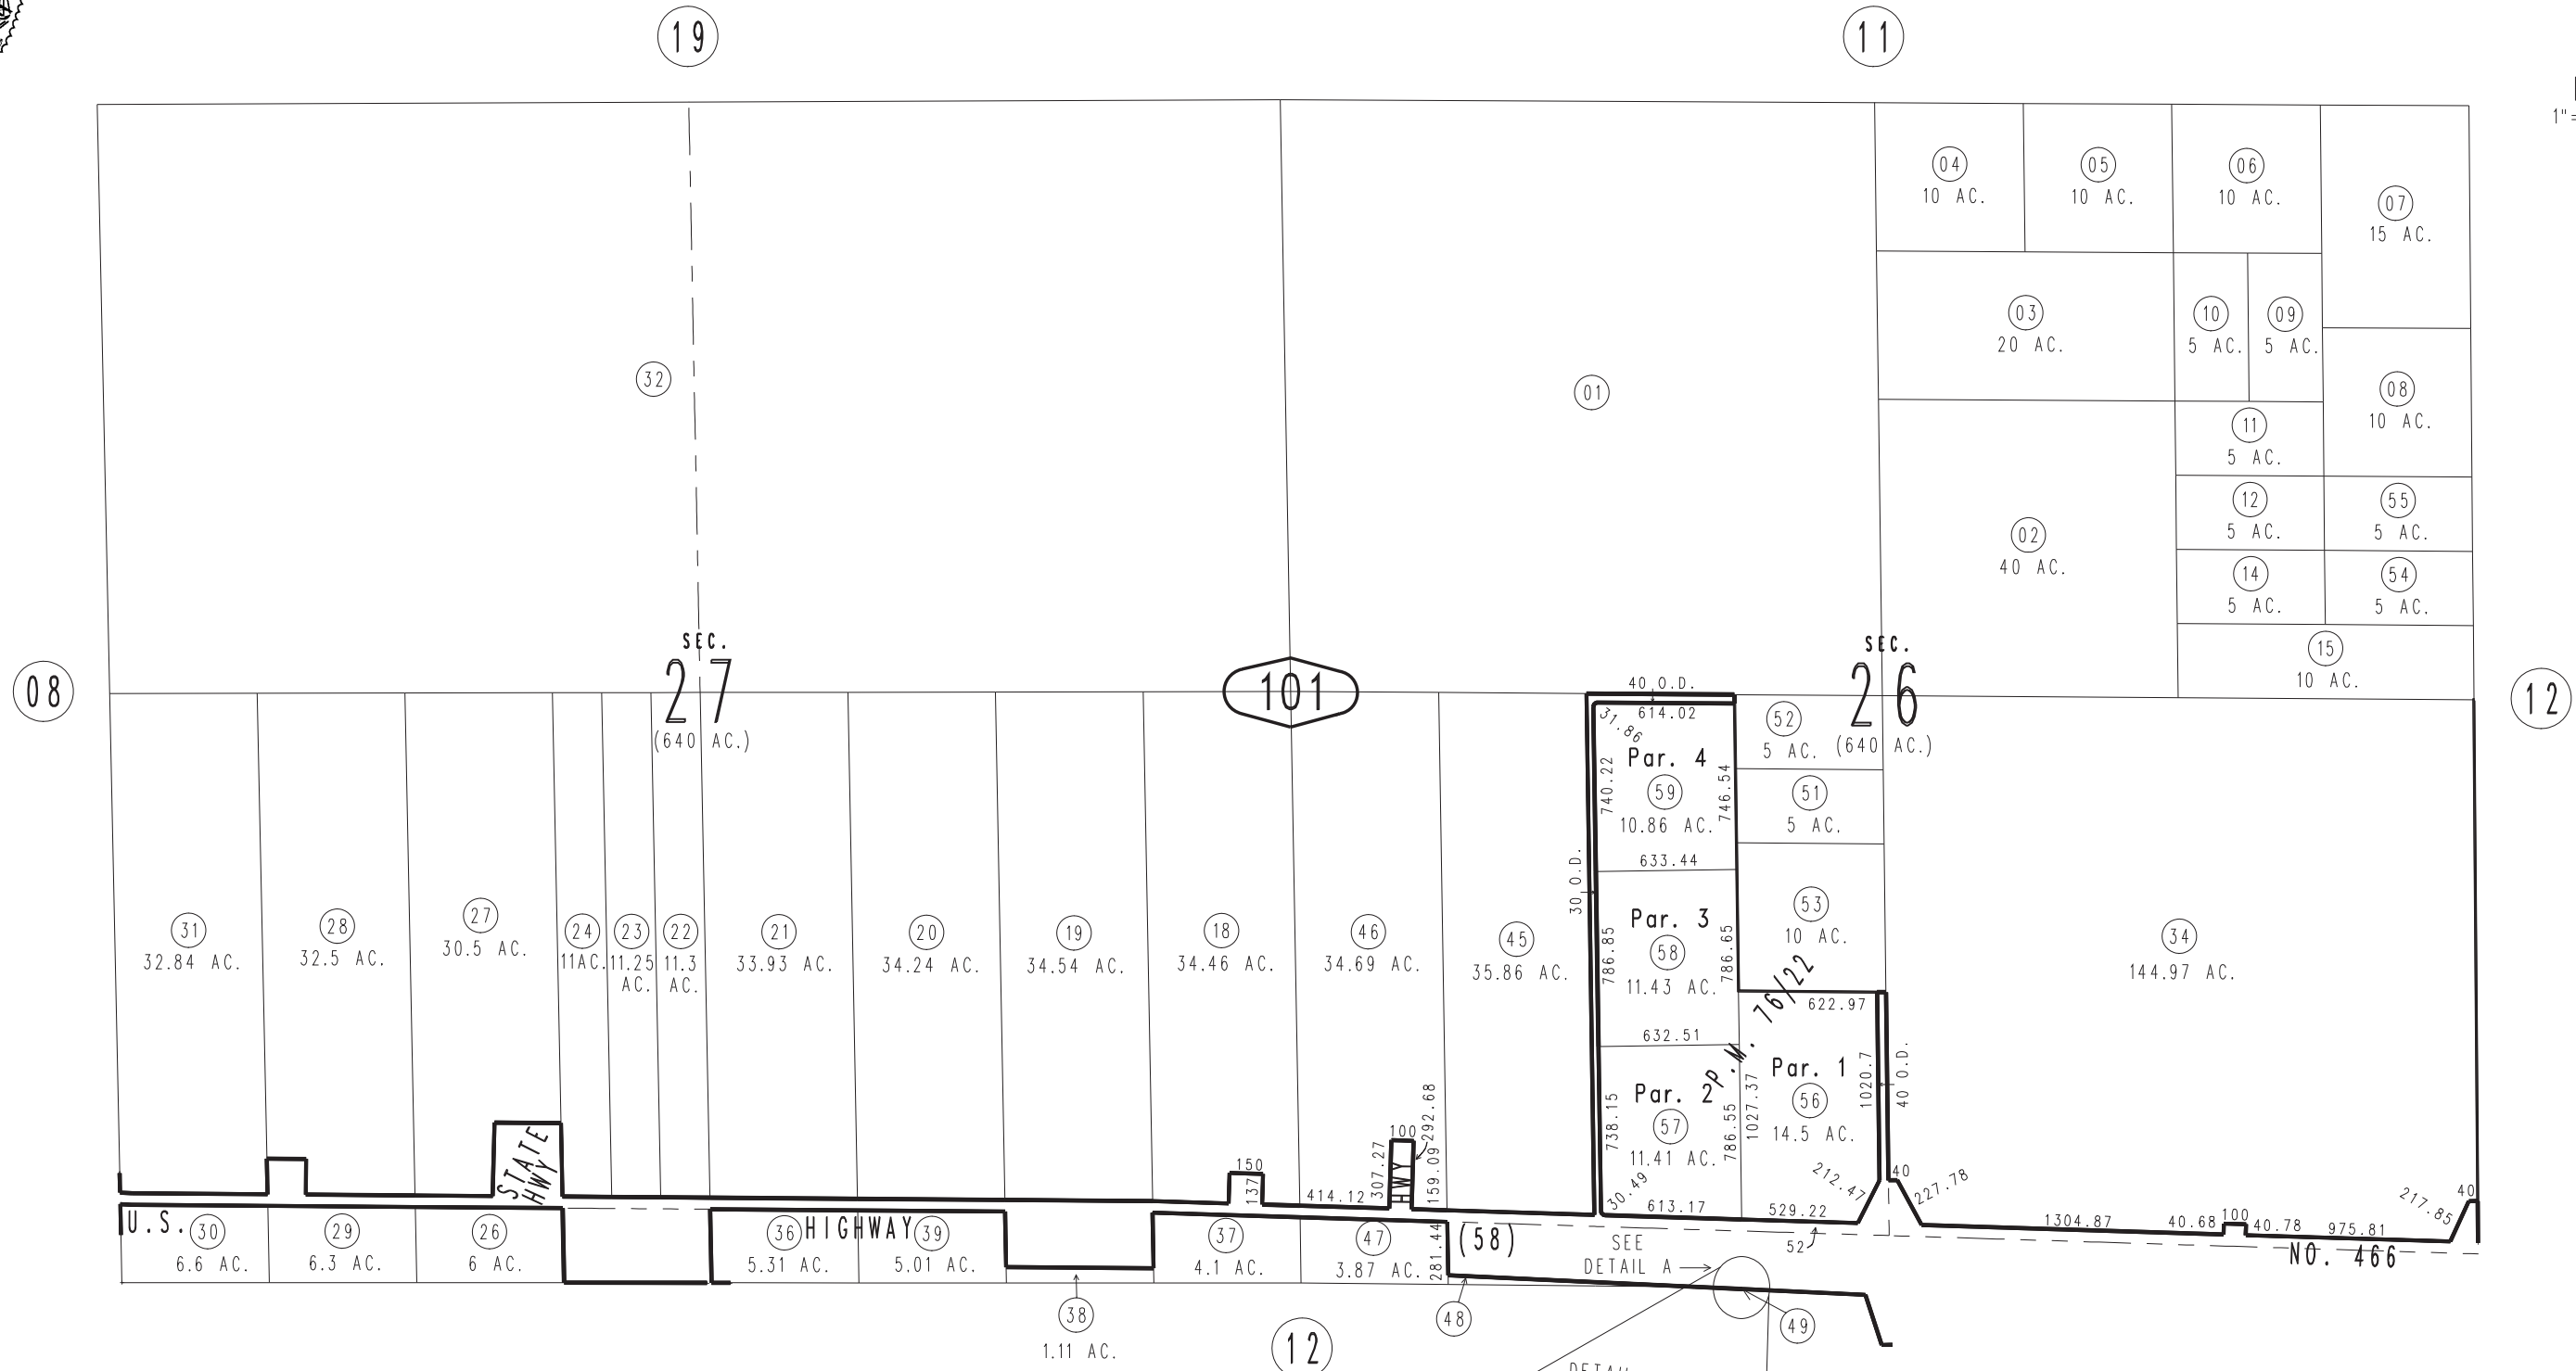 19
11
1"=
04
10 AC.
05
10 AC.
06
10 AC.
07
15 AC.
03
20 AC.
10
5 AC.
09
5 AC.
32
01
08
10 AC.
11
5 AC.
12
5 AC.
55
5 AC.
02
40 AC.
14
5 AC.
54
5 AC.
15
10 AC.
08
SEC.
27
(640 AC.)
101
SEC.
26
(640 AC.)
12
40 O.D.
614.02
31.86
Par. 4
740.22
746.54
59
10.86 AC.
633.44
52
5 AC.
51
5 AC.
53
10 AC.
30 O.D.
Par. 3
58
11.43 AC.
786.85
786.65
632.51
31
32.84 AC.
28
32.5 AC.
27
30.5 AC.
24
11AC.
23
11.25
AC.
22
11.3
AC.
21
33.93 AC.
20
34.24 AC.
19
34.54 AC.
18
34.46 AC.
46
34.69 AC.
45
35.86 AC.
34
144.97 AC.
P.M. 76/22
622.97
Par. 2
57
11.41 AC.
738.15
786.55
30.49
613.17
Par. 1
56
14.5 AC.
1027.37
1020.7
40 O.D.
212.47
529.22
40
227.78
STATE
HWY
150
137
414.12
307.27
100
HWY
292.68
159.09
1304.87
40.68
100
40.78
975.81
217.85
40
U.S.
HIGHWAY
(58)
NO. 466
30
6.6 AC.
29
6.3 AC.
26
6 AC.
36
5.31 AC.
39
5.01 AC.
37
4.1 AC.
47
3.87 AC.
281.44
SEE
DETAIL A
52
38
1.11 AC.
48
49
12
DETAIL